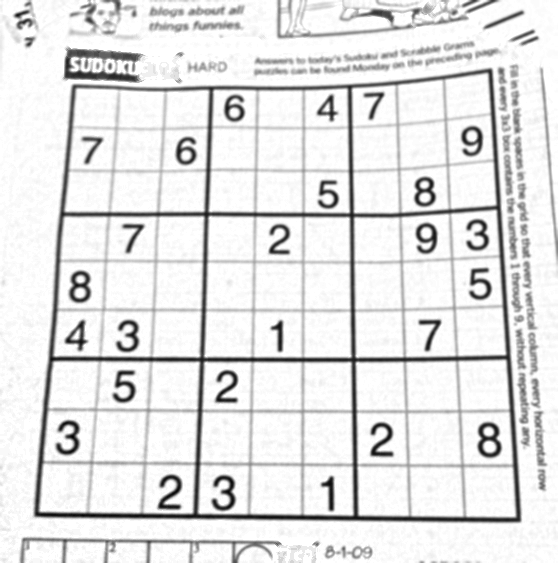 blogs about all
things funnies.
SUDOKU
HARD
Answers to today's Sudoku and Scrabble Grams
puzzles can be found Monday on the preceding page.
6 4 7
7 6 9
5 8
7 2 9 3
8 5
4 3 1 7
5 2
3 2 8
2 3 1
Fill in the blank spaces in the grid so that every vertical column, every horizontal row
and every 3x3 box contains the numbers 1 through 9, without repeating any.
1 2 3
8-1-09